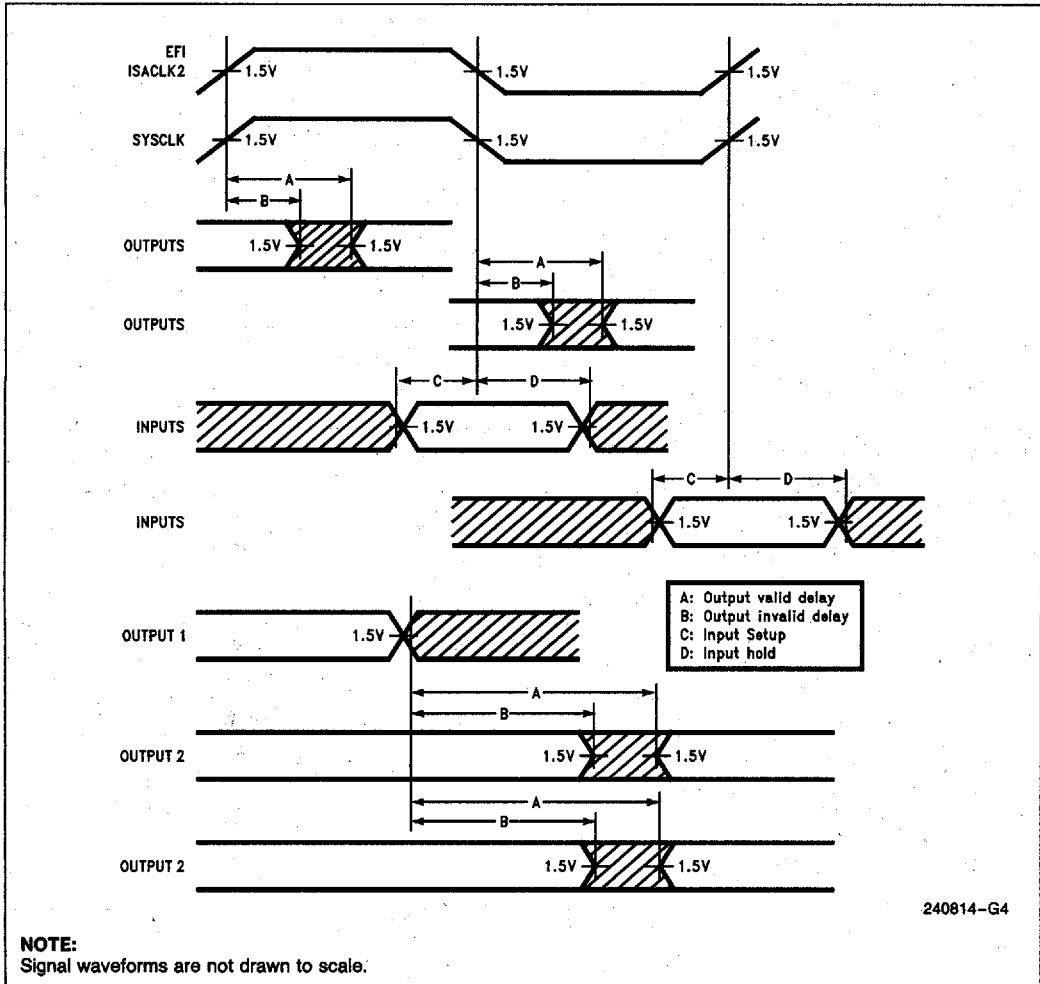 EFI
ISACLK2
1.5V
1.5V
1.5V
SYSCLK
1.5V
1.5V
1.5V
A
B
OUTPUTS
1.5V
1.5V
A
B
OUTPUTS
1.5V
1.5V
C
D
INPUTS
1.5V
1.5V
C
D
INPUTS
1.5V
1.5V
A: Output valid delay
B: Output invalid delay
C: Input Setup
D: Input hold
OUTPUT 1
1.5V
A
B
OUTPUT 2
1.5V
1.5V
A
B
OUTPUT 2
1.5V
1.5V
240814–G4
NOTE:
Signal waveforms are not drawn to scale.